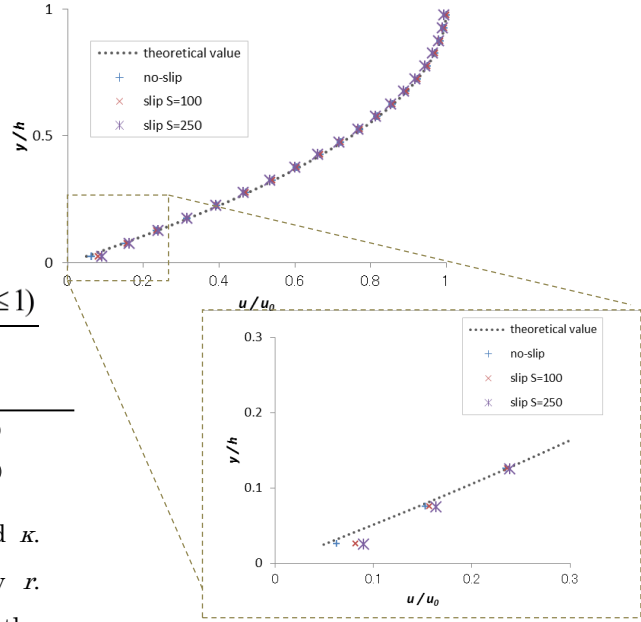 1
theoretical value
no-slip
slip S=100
slip S=250
y/h
0.5
0
0 0.2 0.4 0.6 0.8 1
u/u₀
≤1)
)
)
d κ.
y r.
0.3
theoretical value
no-slip
slip S=100
slip S=250
0.2
y/h
0.1
0
0 0.1 0.2 0.3
u/u₀